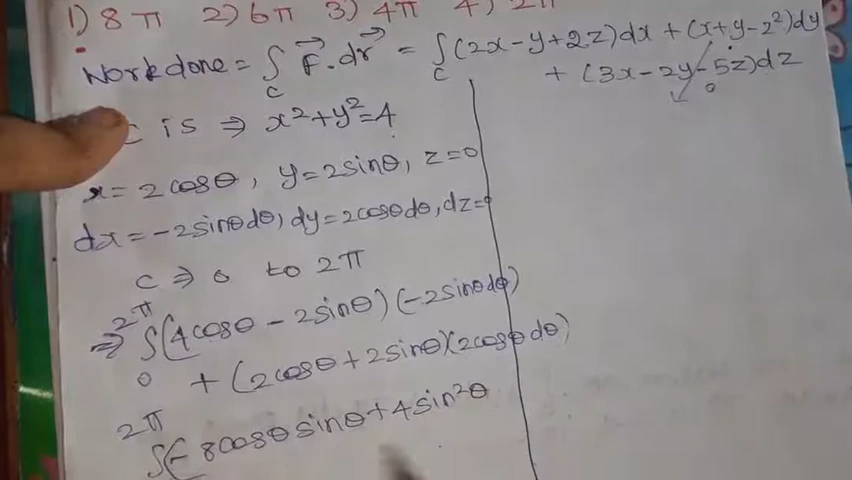 1) 8π 2) 6π 3) 4π 4) 2π
Workdone = ∫_C F⃗.dr⃗ = ∫_C (2x-y+2z)dx + (x+y-z²)dy
+ (3x-2y-5z)dz
0
C is ⇒ x²+y²=4
x=2cosθ, y=2sinθ, z=0
dx=-2sinθdθ, dy=2cosθdθ, dz=0
C ⇒ 0 to 2π
⇒ ∫_0^2π (4cosθ - 2sinθ)(-2sinθdθ)
+ (2cosθ+2sinθ)(2cosθdθ)
∫^2π (-8cosθsinθ+4sin²θ